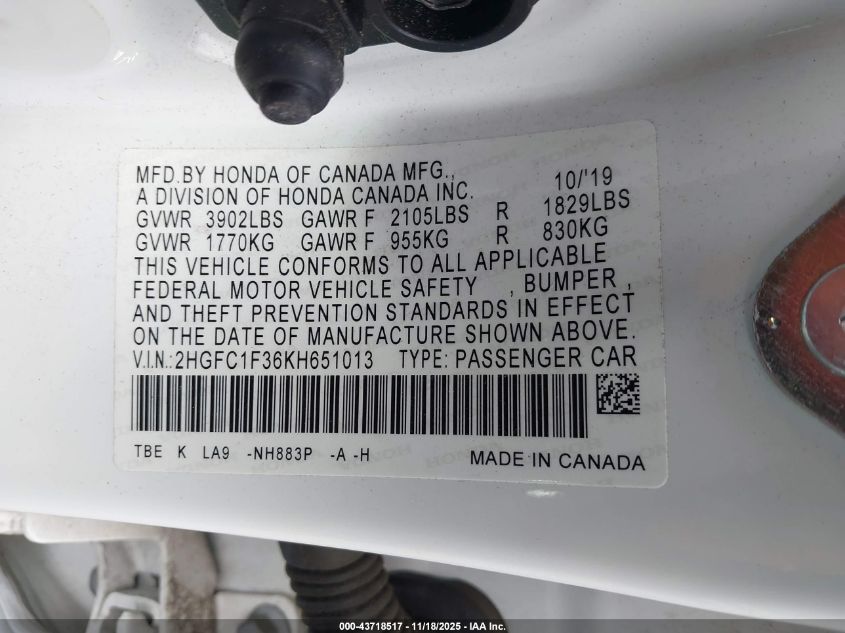 MFD.BY HONDA OF CANADA MFG., 10/'19
A DIVISION OF HONDA CANADA INC.
GVWR 3902LBS GAWR F 2105LBS R 1829LBS
GVWR 1770KG GAWR F 955KG R 830KG
THIS VEHICLE CONFORMS TO ALL APPLICABLE
FEDERAL MOTOR VEHICLE SAFETY , BUMPER ,
AND THEFT PREVENTION STANDARDS IN EFFECT
ON THE DATE OF MANUFACTURE SHOWN ABOVE.
V.I.N.:2HGFC1F36KH651013 TYPE: PASSENGER CAR
TBE K LA9 -NH883P -A -H MADE IN CANADA
000-43718517 - 11/18/2025 - IAA Inc.